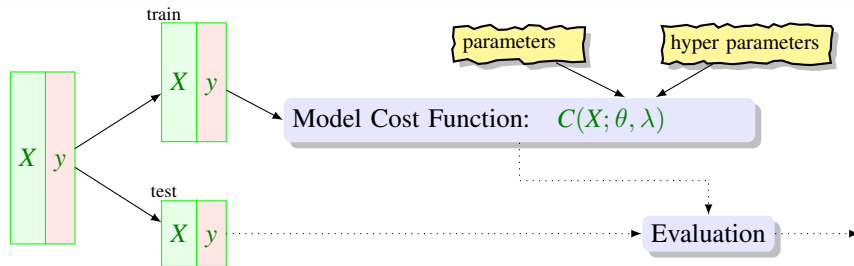 train
parameters
hyper parameters
X y
Model Cost Function: C(X; θ, λ)
X y
test
X y
Evaluation